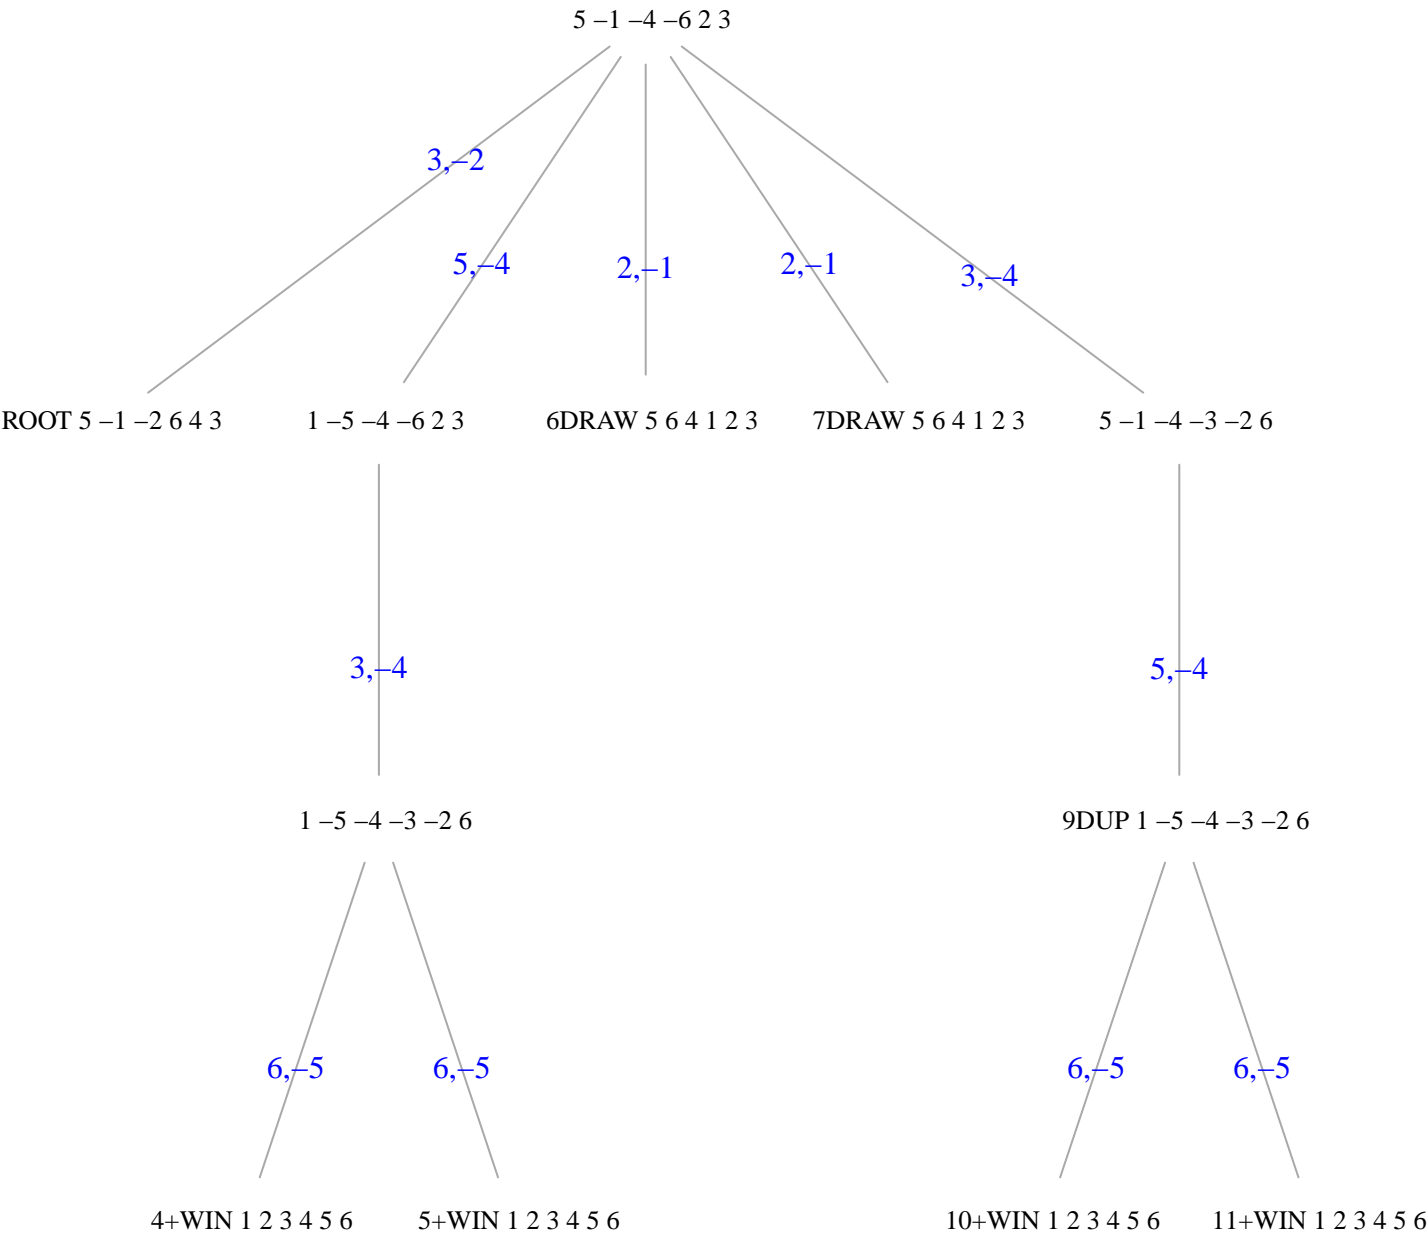 5 –1 –4 –6 2 3
3,–2
5,–4
2,–1
2,–1
3,–4
ROOT 5 –1 –2 6 4 3
1 –5 –4 –6 2 3
6DRAW 5 6 4 1 2 3
7DRAW 5 6 4 1 2 3
5 –1 –4 –3 –2 6
3,–4
5,–4
1 –5 –4 –3 –2 6
9DUP 1 –5 –4 –3 –2 6
6,–5
6,–5
6,–5
6,–5
4+WIN 1 2 3 4 5 6
5+WIN 1 2 3 4 5 6
10+WIN 1 2 3 4 5 6
11+WIN 1 2 3 4 5 6